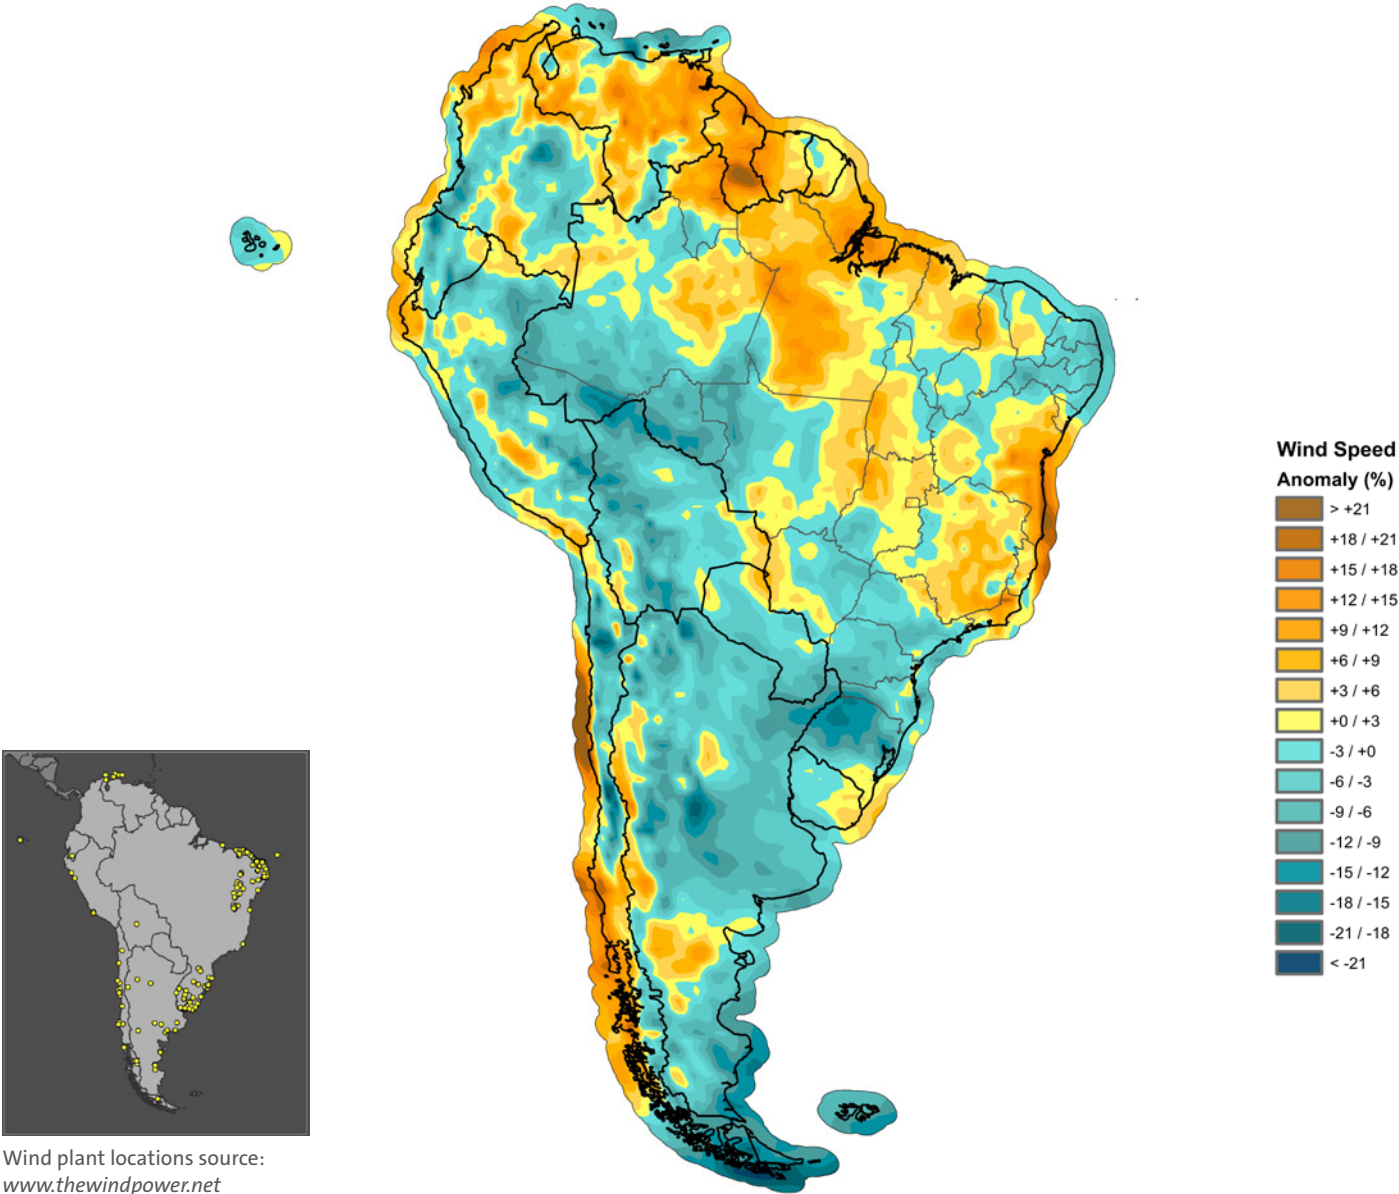 Wind Speed
Anomaly (%)
> +21
+18 / +21
+15 / +18
+12 / +15
+9 / +12
+6 / +9
+3 / +6
+0 / +3
-3 / +0
-6 / -3
-9 / -6
-12 / -9
-15 / -12
-18 / -15
-21 / -18
< -21
Wind plant locations source:
www.thewindpower.net